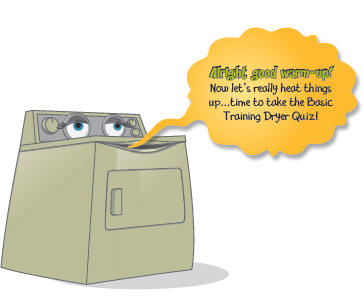 Alright good warm-up!
Now let's really heat things
up...time to take the Basic
Training Dryer Quiz!